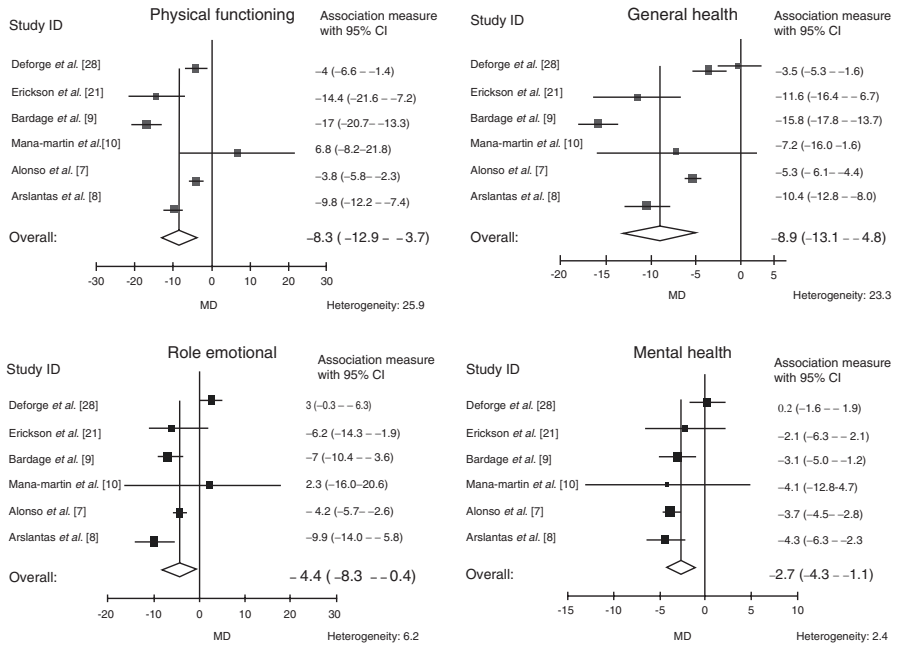 Physical functioning
Study ID
Association measure
with 95% CI
Deforge et al. [28]
−4 (−6.6 − −1.4)
Erickson et al. [21]
−14.4 (−21.6 − −7.2)
Bardage et al. [9]
−17 (−20.7− −13.3)
Mana-martin et al.[10]
6.8 (−8.2−21.8)
Alonso et al. [7]
−3.8 (−5.8− −2.3)
Arslantas et al. [8]
−9.8 (−12.2 − −7.4)
Overall:
−8.3 (−12.9 − −3.7)
-30 -20 -10 0 10 20 30
MD
Heterogeneity: 25.9
General health
Study ID
Association measure
with 95% CI
Deforge et al. [28]
−3.5 (−5.3 − −1.6)
Erickson et al. [21]
−11.6 (−16.4 − − 6.7)
Bardage et al. [9]
−15.8 (−17.8 − −13.7)
Mana-martin et al. [10]
−7.2 (−16.0 −1.6)
Alonso et al. [7]
−5.3 (− 6.1− −4.4)
Arslantas et al. [8]
−10.4 (−12.8 − −8.0)
Overall:
−8.9 (−13.1 − − 4.8)
-20 -15 -10 -5 0 5
MD
Heterogeneity: 23.3
Role emotional
Study ID
Association measure
with 95% CI
Deforge et al. [28]
3 (−0.3 − − 6.3)
Erickson et al. [21]
−6.2 (−14.3 − −1.9)
Bardage et al. [9]
−7 (−10.4 − − 3.6)
Mana-martin et al. [10]
2.3 (−16.0−20.6)
Alonso et al. [7]
− 4.2 (−5.7− −2.6)
Arslantas et al. [8]
−9.9 (−14.0 − − 5.8)
Overall:
− 4.4 ( −8.3 − −0.4)
-20 -10 0 10 20 30
MD
Heterogeneity: 6.2
Mental health
Study ID
Association measure
with 95% CI
Deforge et al. [28]
0.2 (−1.6 − − 1.9)
Erickson et al. [21]
−2.1 (−6.3 − − 2.1)
Bardage et al. [9]
−3.1 (−5.0 − −1.2)
Mana-martin et al. [10]
−4.1 (−12.8-4.7)
Alonso et al. [7]
−3.7 (−4.5− −2.8)
Arslantas et al. [8]
−4.3 (−6.3 − −2.3
Overall:
−2.7 (−4.3 − −1.1)
-15 -10 -5 0 5 10
MD
Heterogeneity: 2.4